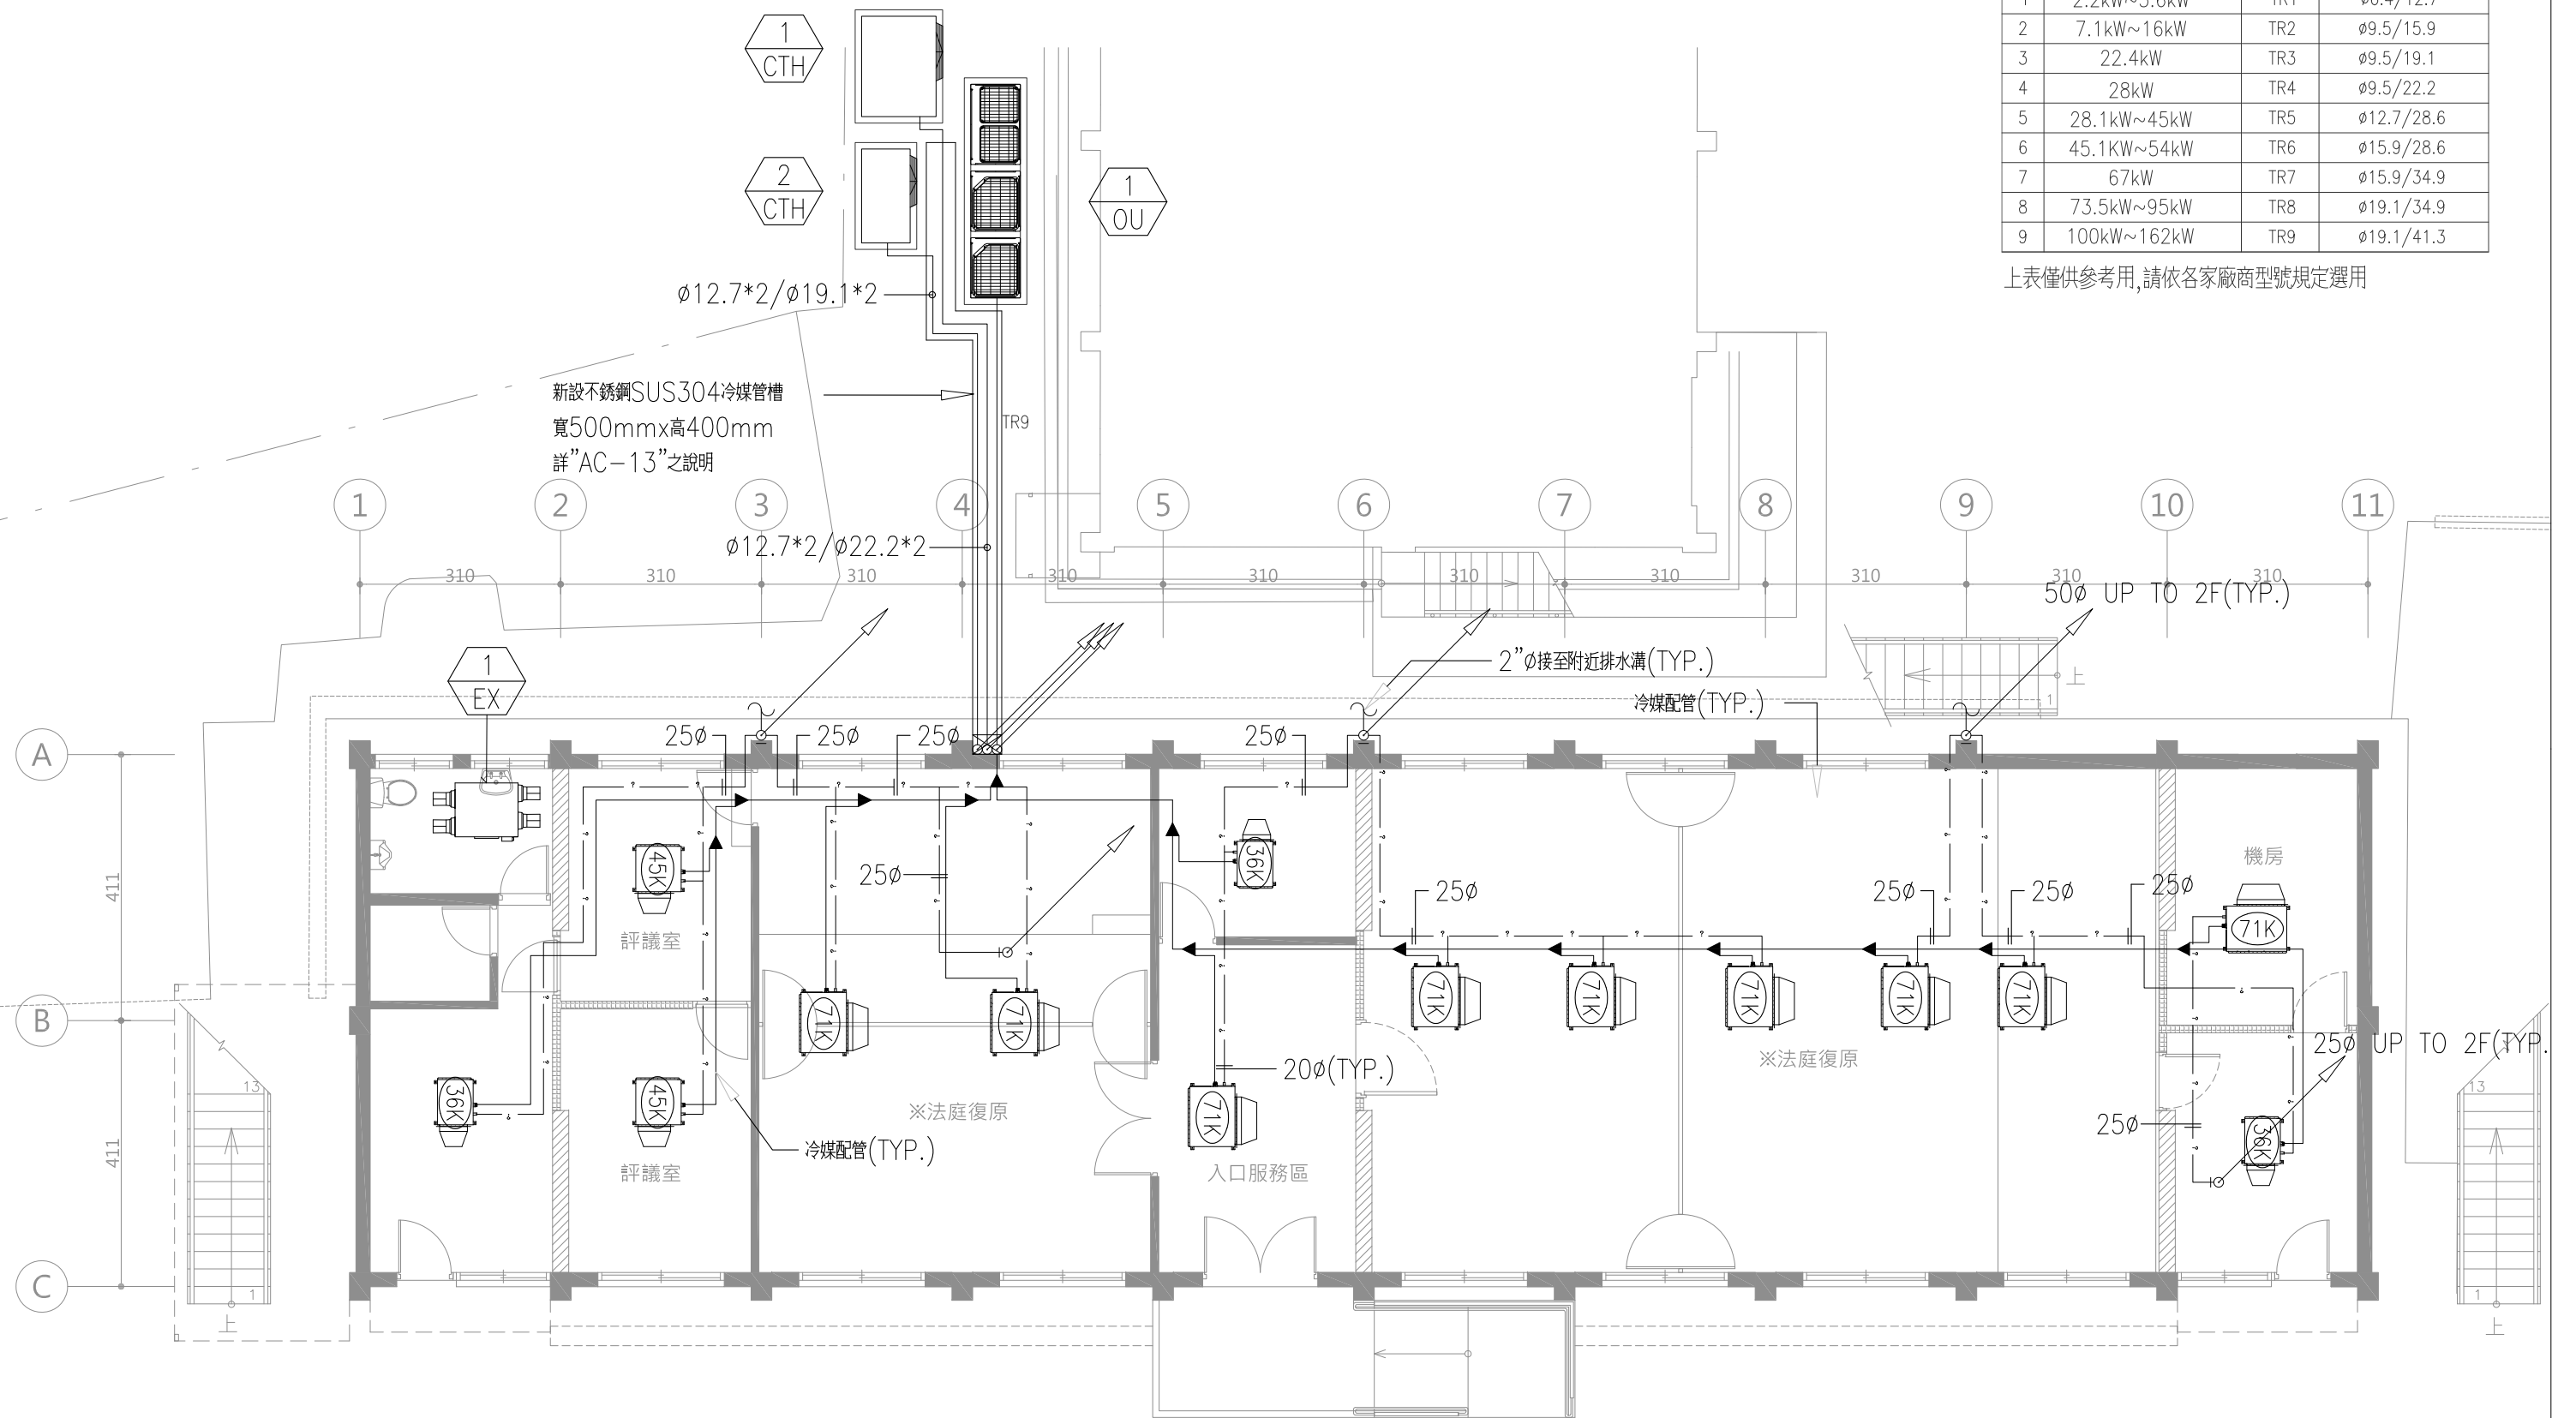 2 7.1kW~16kW TR2 ø9.5/15.9
3 22.4kW TR3 ø9.5/19.1
4 28kW TR4 ø9.5/22.2
5 28.1kW~45kW TR5 ø12.7/28.6
6 45.1KW~54kW TR6 ø15.9/28.6
7 67kW TR7 ø15.9/34.9
8 73.5kW~95kW TR8 ø19.1/34.9
9 100kW~162kW TR9 ø19.1/41.3
上表僅供參考用,請依各家廠商型號規定選用
1
CTH
2
CTH
1
OU
ø12.7*2/ø19.1*2
新設不銹鋼SUS304冷媒管槽
寬500mmx高400mm
詳"AC-13"之說明
TR9
1 2 3 4 5 6 7 8 9 10 11
ø12.7*2/ø22.2*2
310 310 310 310 310 310 310 310 310 310
50ø UP TO 2F(TYP.)
1
EX
2"ø接至附近排水溝(TYP.)
冷媒配管(TYP.)
上
1
A
25ø 25ø 25ø 25ø
411
45K
36K
25ø
25ø 25ø 25ø 25ø
機房
71K
評議室
B
71K 71K 71K 71K 71K 71K 71K
※法庭復原
25ø UP TO 2F(TYP.
20ø(TYP.)
13
13
36K
45K
71K
※法庭復原
25ø
36K
411
冷媒配管(TYP.)
評議室
入口服務區
C
1
上
1
上